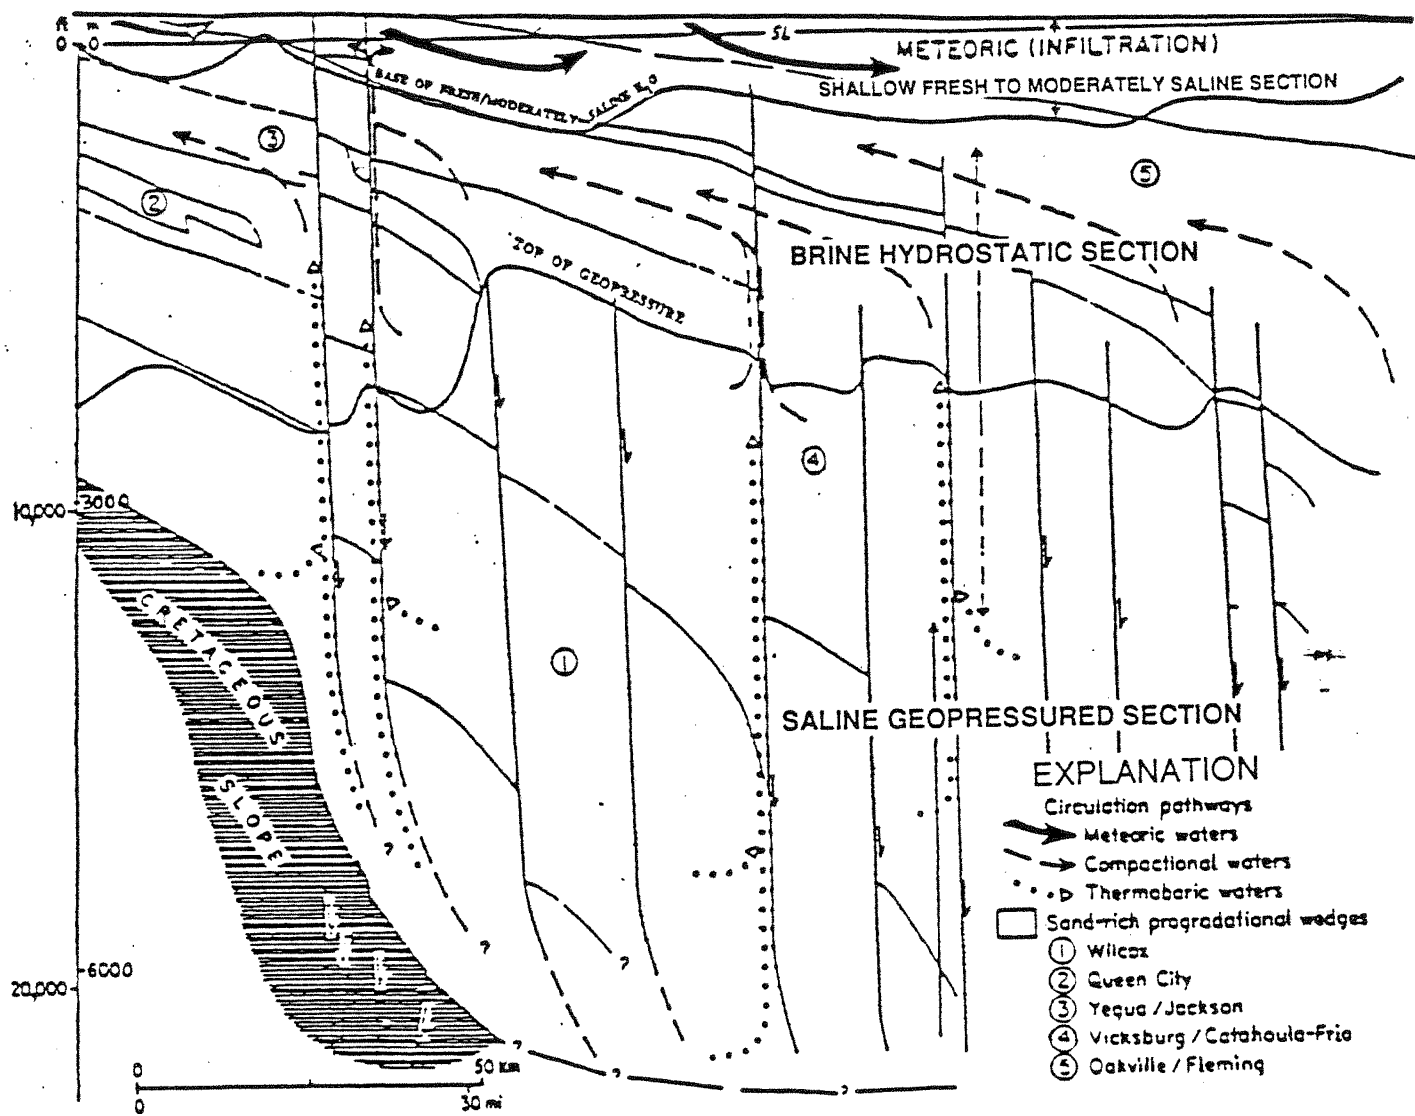 ft m
0 0
SL
METEORIC (INFILTRATION)
SHALLOW FRESH TO MODERATELY SALINE SECTION
BASE OF FRESH/MODERATELY SALINE H2O
3
2
5
BRINE HYDROSTATIC SECTION
TOP OF GEOPRESSURE
4
10,000 3000
CRETACEOUS
SLOPE
1
SALINE GEOPRESSURED SECTION
EXPLANATION
Circulation pathways
Meteoric waters
Compactional waters
Thermobaric waters
Sand-rich progradational wedges
1 Wilcox
2 Queen City
3 Yegua/Jackson
4 Vicksburg/Catahoula-Frio
5 Oakville/Fleming
?
?
?
20,000 6000
?
?
?
0 50 km
0 30 mi